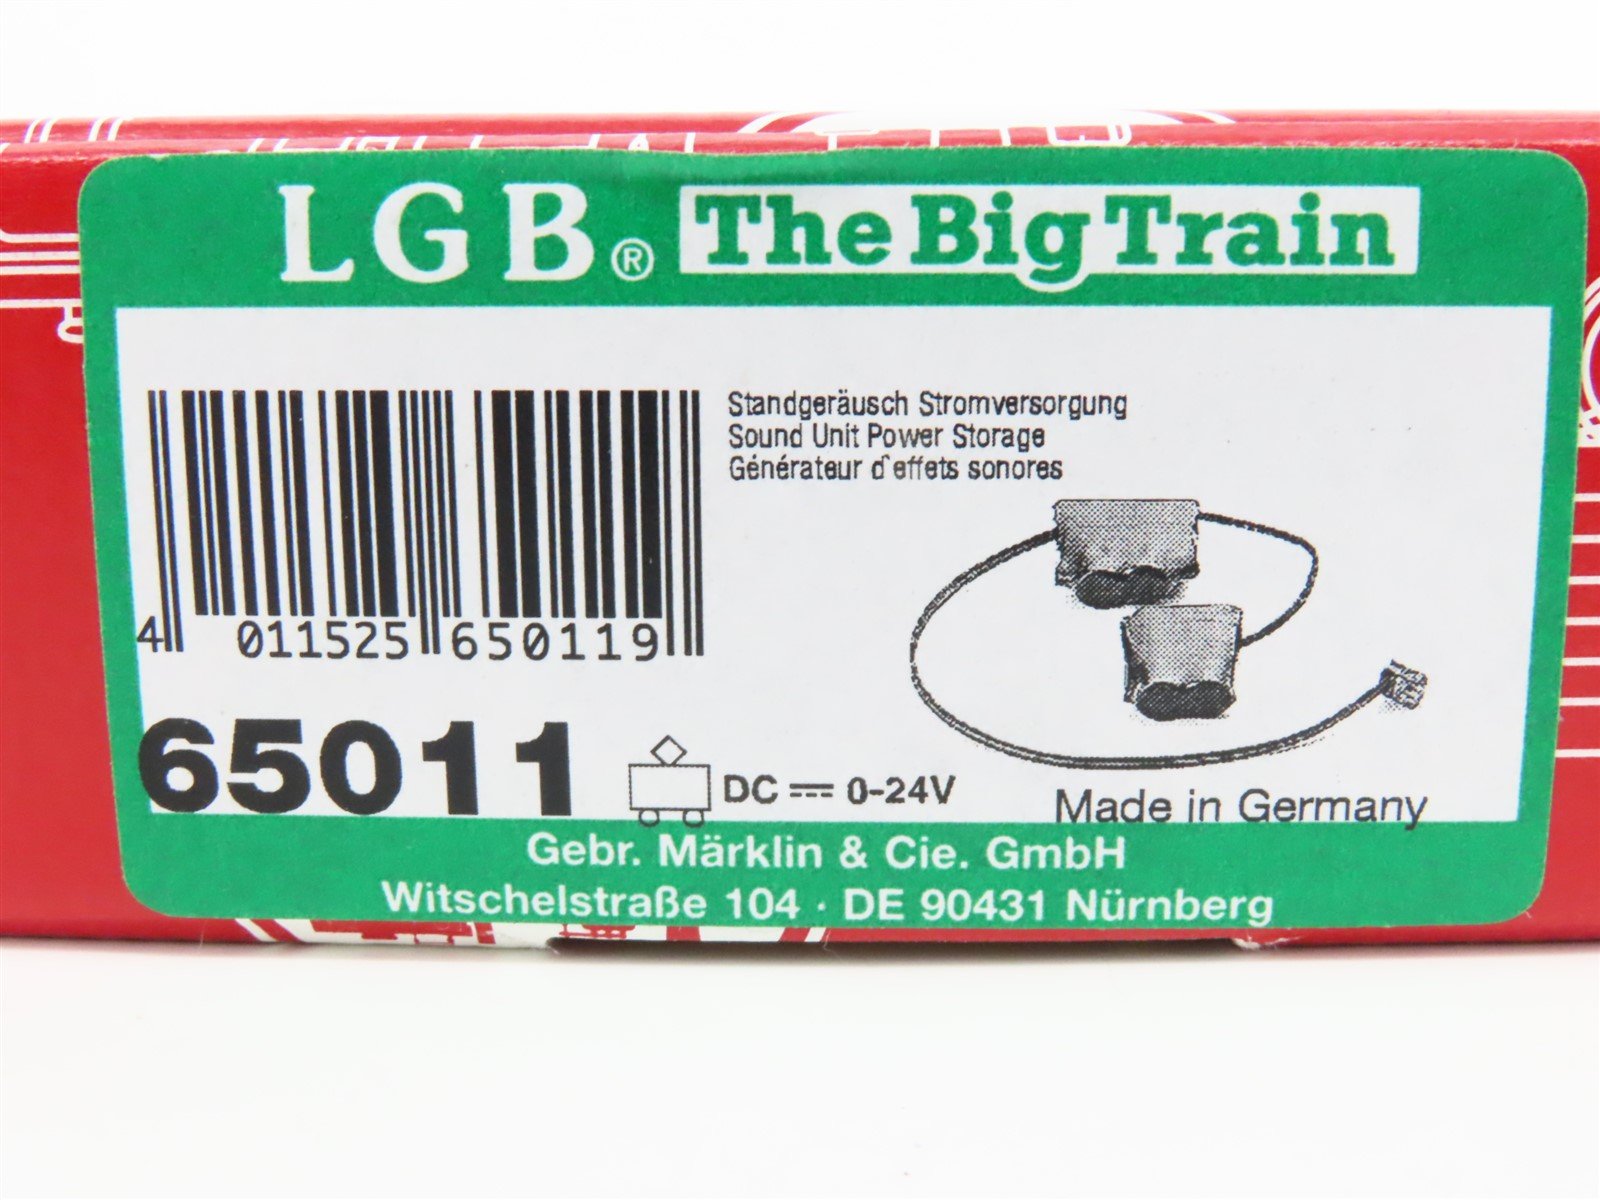 LGB® The Big Train
Standgeräusch Stromversorgung
Sound Unit Power Storage
Générateur d'effets sonores
4 011525 650119
65011
DC 0-24V
Made in Germany
Gebr. Märklin & Cie. GmbH
Witschelstraße 104 · DE 90431 Nürnberg